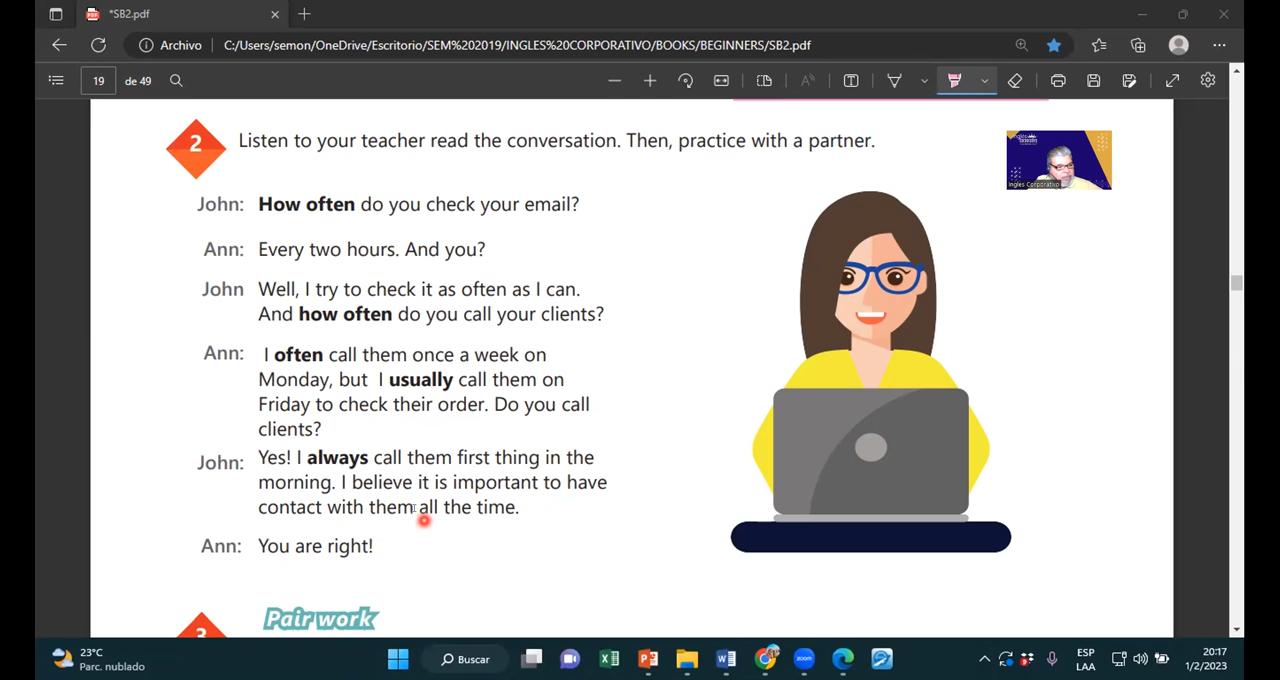 *SB2.pdf
Archivo
C:/Users/semon/OneDrive/Escritorio/SEM%202019/INGLES%20CORPORATIVO/BOOKS/BEGINNERS/SB2.pdf
19 de 49
2 Listen to your teacher read the conversation. Then, practice with a partner.
Ingles Corporativo
John: How often do you check your email?
Ann: Every two hours. And you?
John Well, I try to check it as often as I can.
And how often do you call your clients?
Ann: I often call them once a week on
Monday, but I usually call them on
Friday to check their order. Do you call
clients?
John: Yes! I always call them first thing in the
morning. I believe it is important to have
contact with them all the time.
Ann: You are right!
3 Pair work
23°C
Parc. nublado
Buscar
zoom
ESP
LAA
20:17
1/2/2023